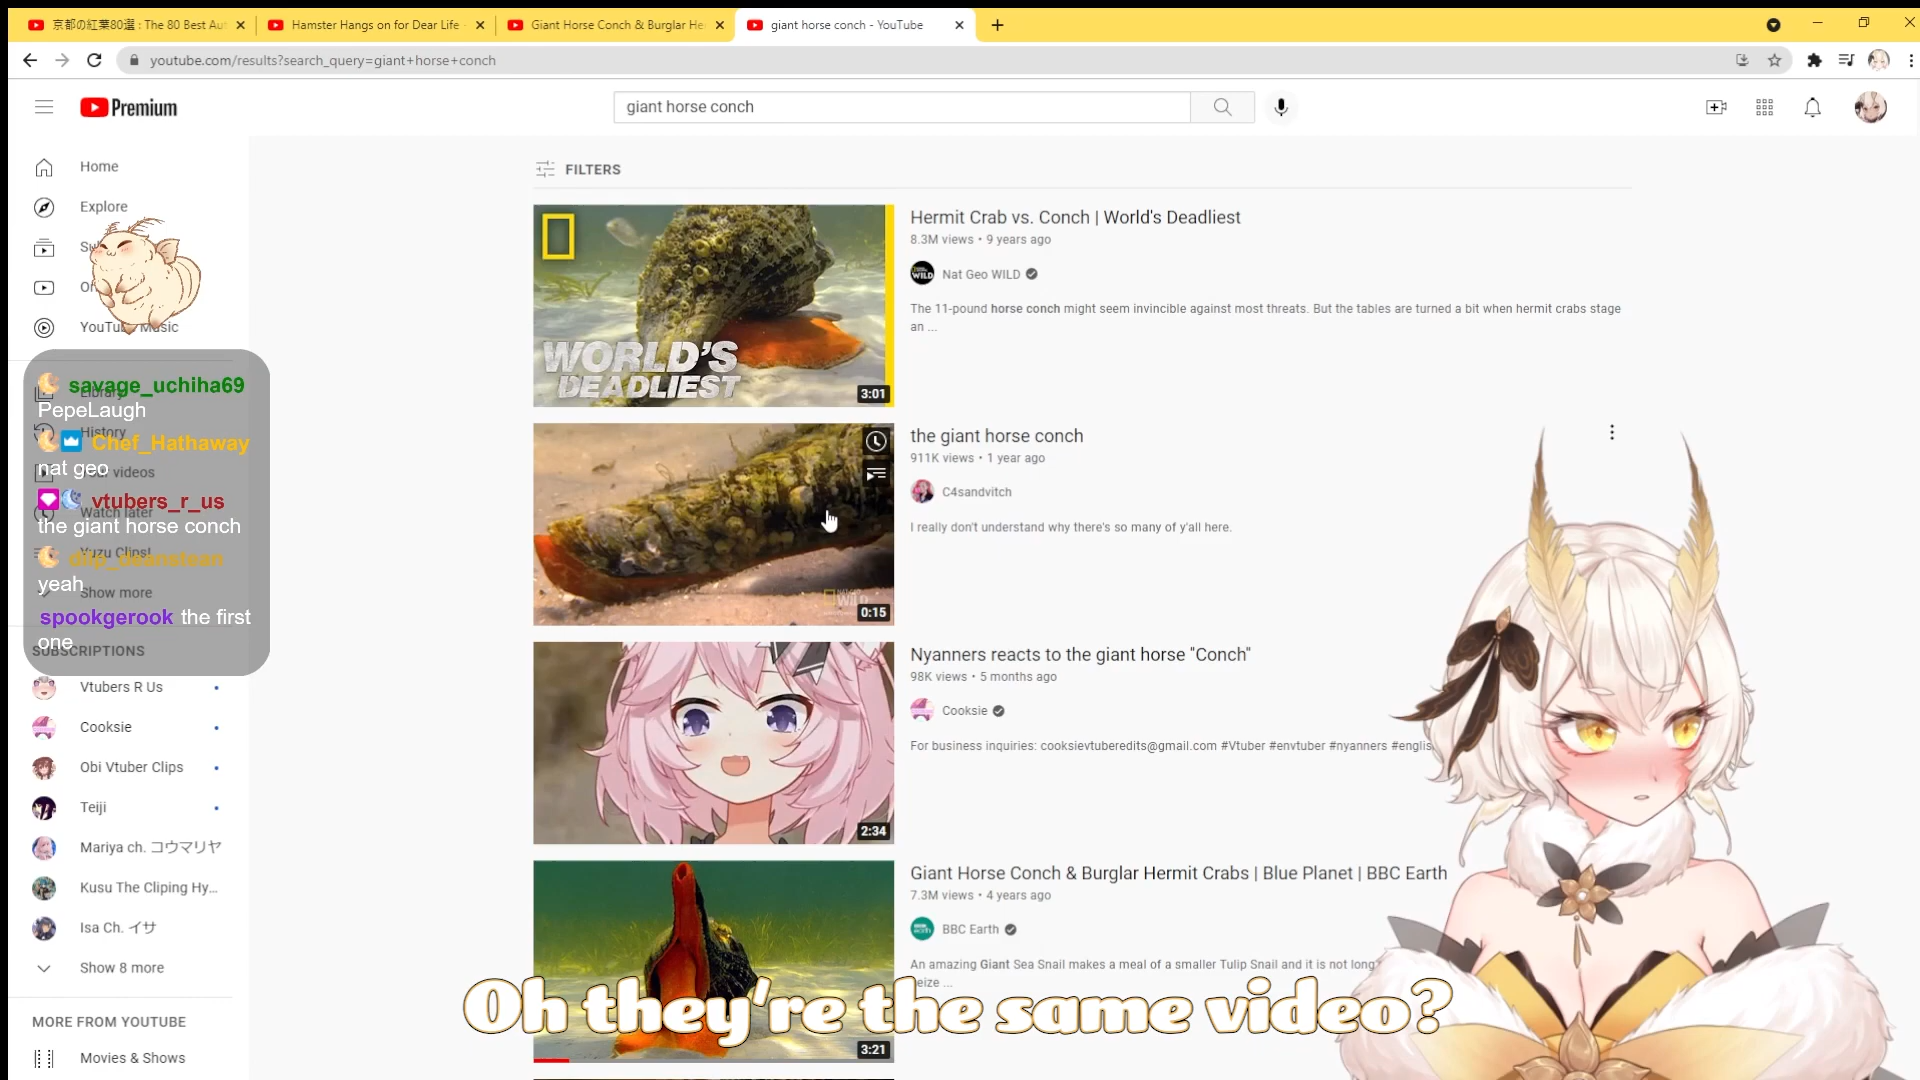 京都の紅葉80選 : The 80 Best Aut
Hamster Hangs on for Dear Life -
Giant Horse Conch & Burglar He
giant horse conch - YouTube
youtube.com/results?search_query=giant+horse+conch
Premium
giant horse conch
Home
Explore
YouTube Music
Library
History
Your videos
Watch later
Yuzu Clips!
Show more
SUBSCRIPTIONS
Vtubers R Us
Cooksie
Obi Vtuber Clips
Teiji
Mariya ch. コウマリヤ
Kusu The Cliping Hy...
Isa Ch. イサ
Show 8 more
MORE FROM YOUTUBE
Movies & Shows
savage_uchiha69
PepeLaugh
Chef_Hathaway
nat geo
vtubers_r_us
the giant horse conch
yeah
spookgerook the first
one
FILTERS
WORLD'S
DEADLIEST
3:01
Hermit Crab vs. Conch | World's Deadliest
8.3M views • 9 years ago
Nat Geo WILD
The 11-pound horse conch might seem invincible against most threats. But the tables are turned a bit when hermit crabs stage
an ...
WILD
0:15
the giant horse conch
911K views • 1 year ago
C4sandvitch
I really don't understand why there's so many of y'all here.
2:34
Nyanners reacts to the giant horse "Conch"
98K views • 5 months ago
Cooksie
For business inquiries: cooksievtuberedits@gmail.com #Vtuber #envtuber #nyanners #englis
3:21
Giant Horse Conch & Burglar Hermit Crabs | Blue Planet | BBC Earth
7.3M views • 4 years ago
BBC Earth
An amazing Giant Sea Snail makes a meal of a smaller Tulip Snail and it is not long
eize ...
Oh they're the same video?